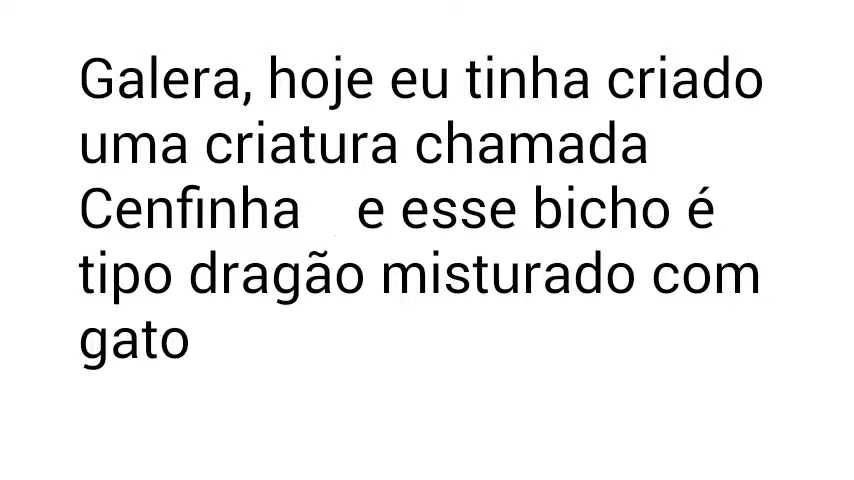 Galera, hoje eu tinha criado
uma criatura chamada
Cenfinha e esse bicho é
tipo dragão misturado com
gato